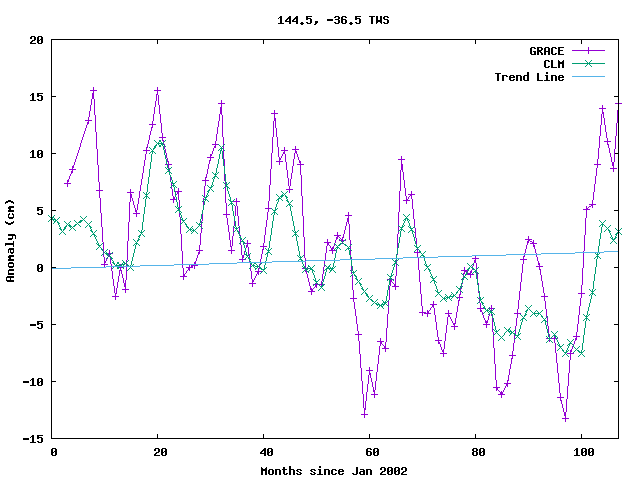 144.5, -36.5 TWS
GRACE
CLM
Trend Line
20
15
10
5
0
-5
-10
-15
Anomaly (cm)
0 20 40 60 80 100
Months since Jan 2002